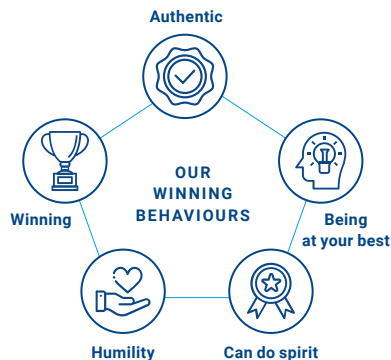 Authentic
OUR
WINNING
BEHAVIOURS
Winning
Being
at your best
Humility
Can do spirit